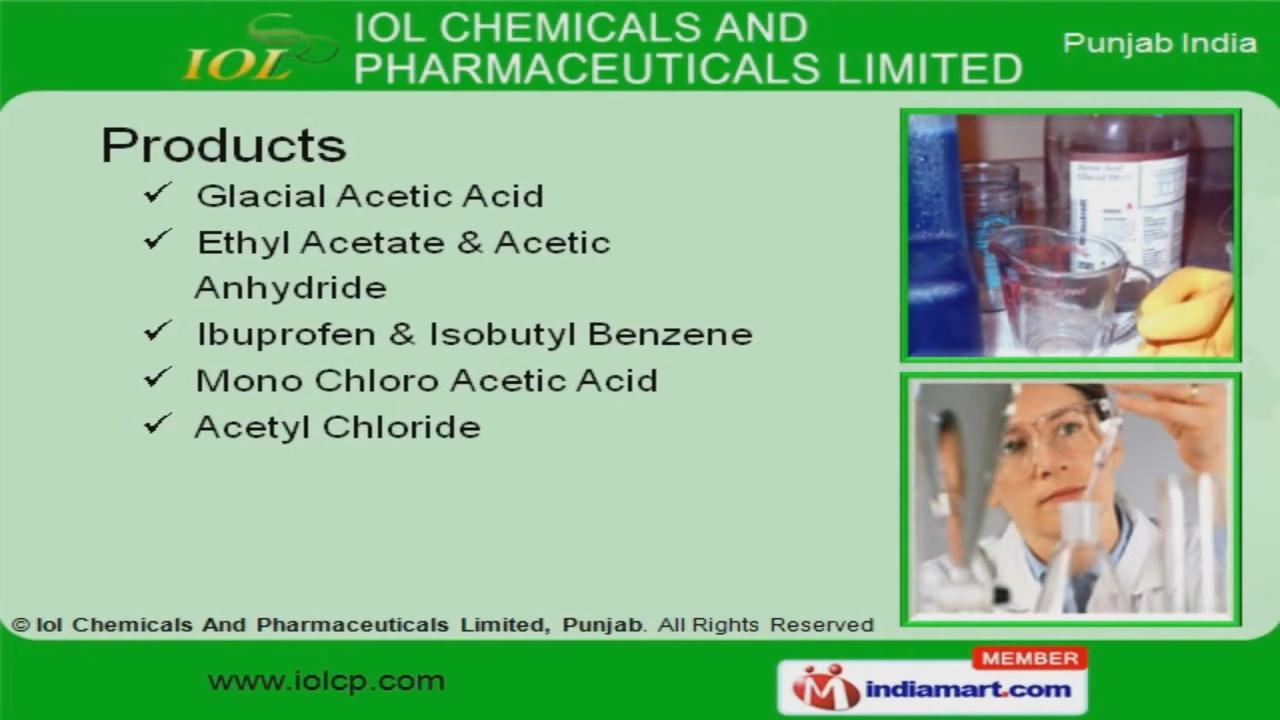 IOL
IOL CHEMICALS AND
PHARMACEUTICALS LIMITED
Punjab India
Products
✓ Glacial Acetic Acid
✓ Ethyl Acetate & Acetic
Anhydride
✓ Ibuprofen & Isobutyl Benzene
✓ Mono Chloro Acetic Acid
✓ Acetyl Chloride
© Iol Chemicals And Pharmaceuticals Limited, Punjab. All Rights Reserved
www.iolcp.com
MEMBER
indiamart.com